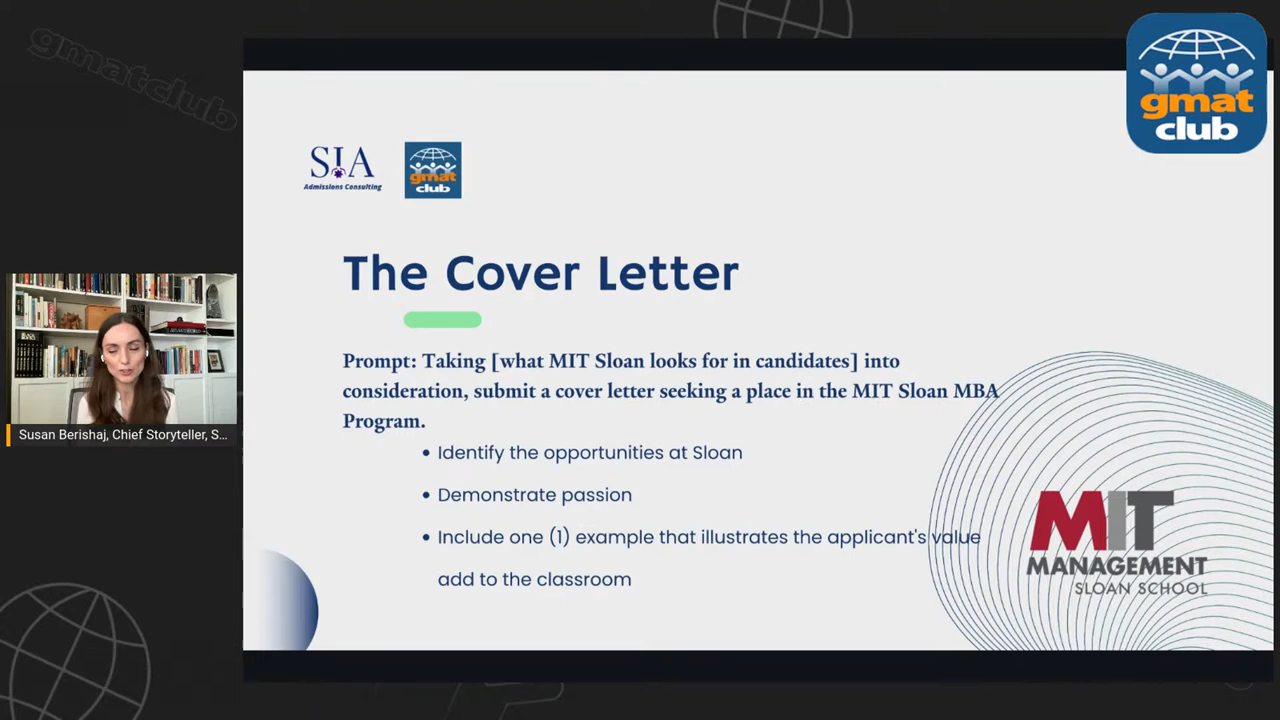 gmatclub
gmat
club
SIA
Admissions Consulting
gmat
club
The Cover Letter
Prompt: Taking [what MIT Sloan looks for in candidates] into
consideration, submit a cover letter seeking a place in the MIT Sloan MBA
Program.
• Identify the opportunities at Sloan
• Demonstrate passion
• Include one (1) example that illustrates the applicant's value
add to the classroom
Susan Berishaj, Chief Storyteller, S...
MIT
MANAGEMENT
SLOAN SCHOOL